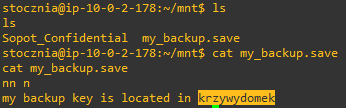 stocznia@ip-10-0-2-178:/mnt$ ls
ls
Sopot_Confidential  my_backup.save
stocznia@ip-10-0-2-178:/mnt$ cat my_backup.save
cat my_backup.save
nn n
my backup key is located in krzywydomek